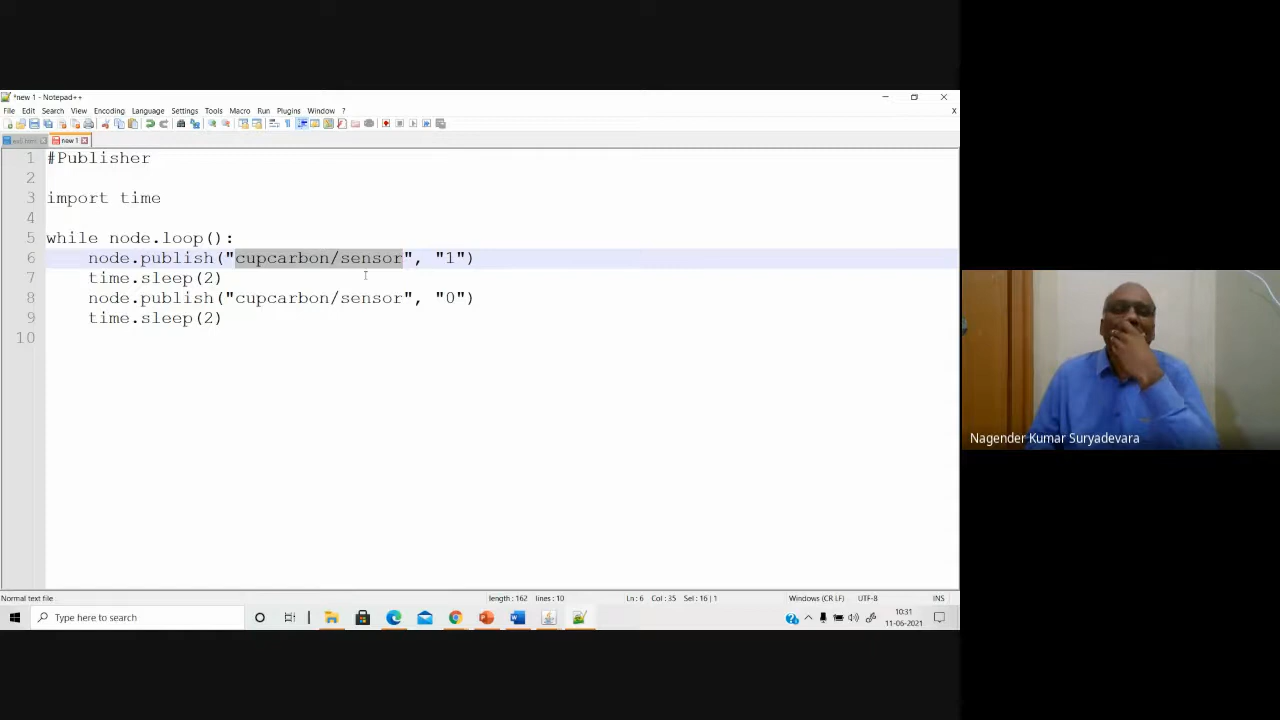 *new 1 - Notepad++
File Edit Search View Encoding Language Settings Tools Macro Run Plugins Window ?
X
new 1
1 #Publisher
2
3 import time
4
5 while node.loop():
6 node.publish("cupcarbon/sensor", "1")
7 time.sleep(2)
8 node.publish("cupcarbon/sensor", "0")
9 time.sleep(2)
10
Nagender Kumar Suryadevara
Normal text file length : 162 lines : 10 Ln : 6 Col : 35 Sel : 16 | 1 Windows (CR LF) UTF-8 INS
Type here to search
10:31
11-06-2021